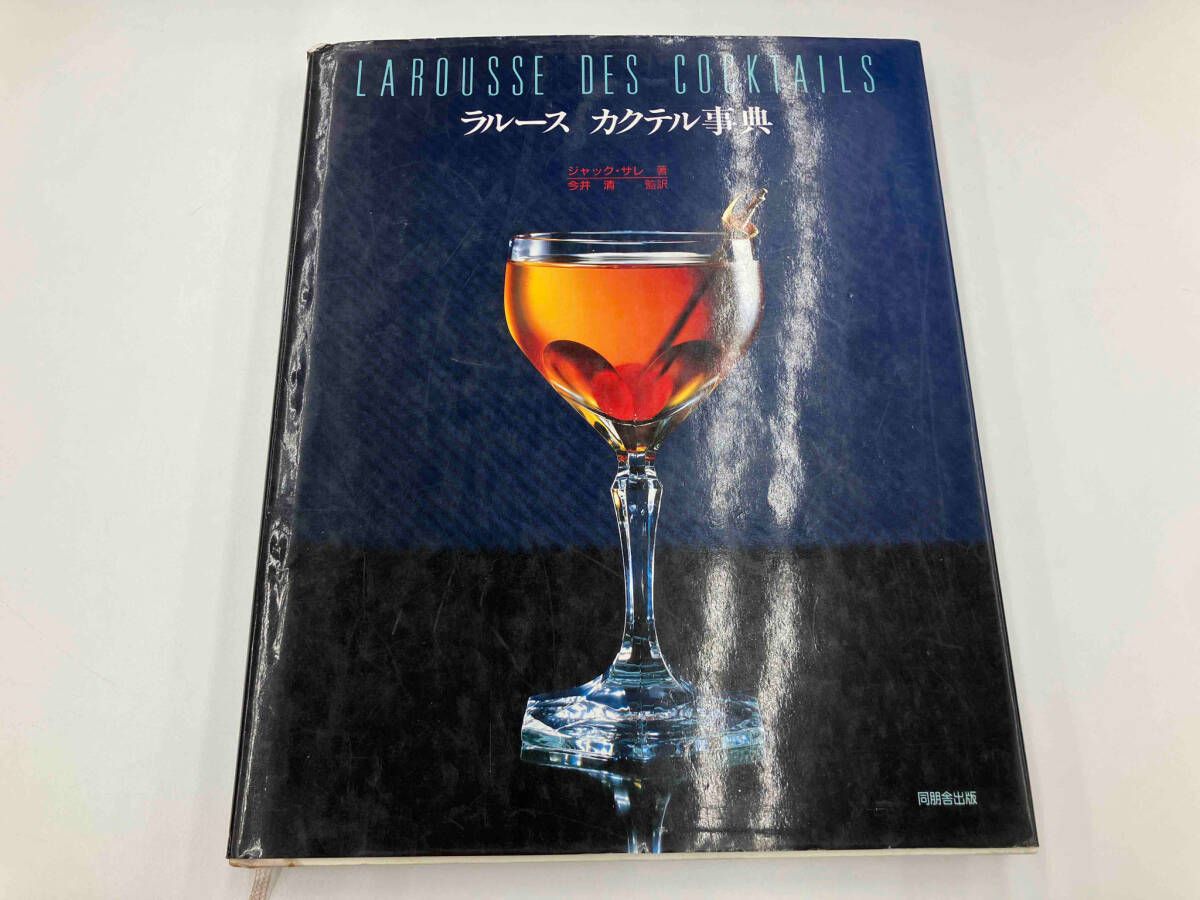 LAROUSSE DES COCKTAILS
ラルース カクテル事典
ジャック・サレ 著
今井 清 監訳
同朋舎出版